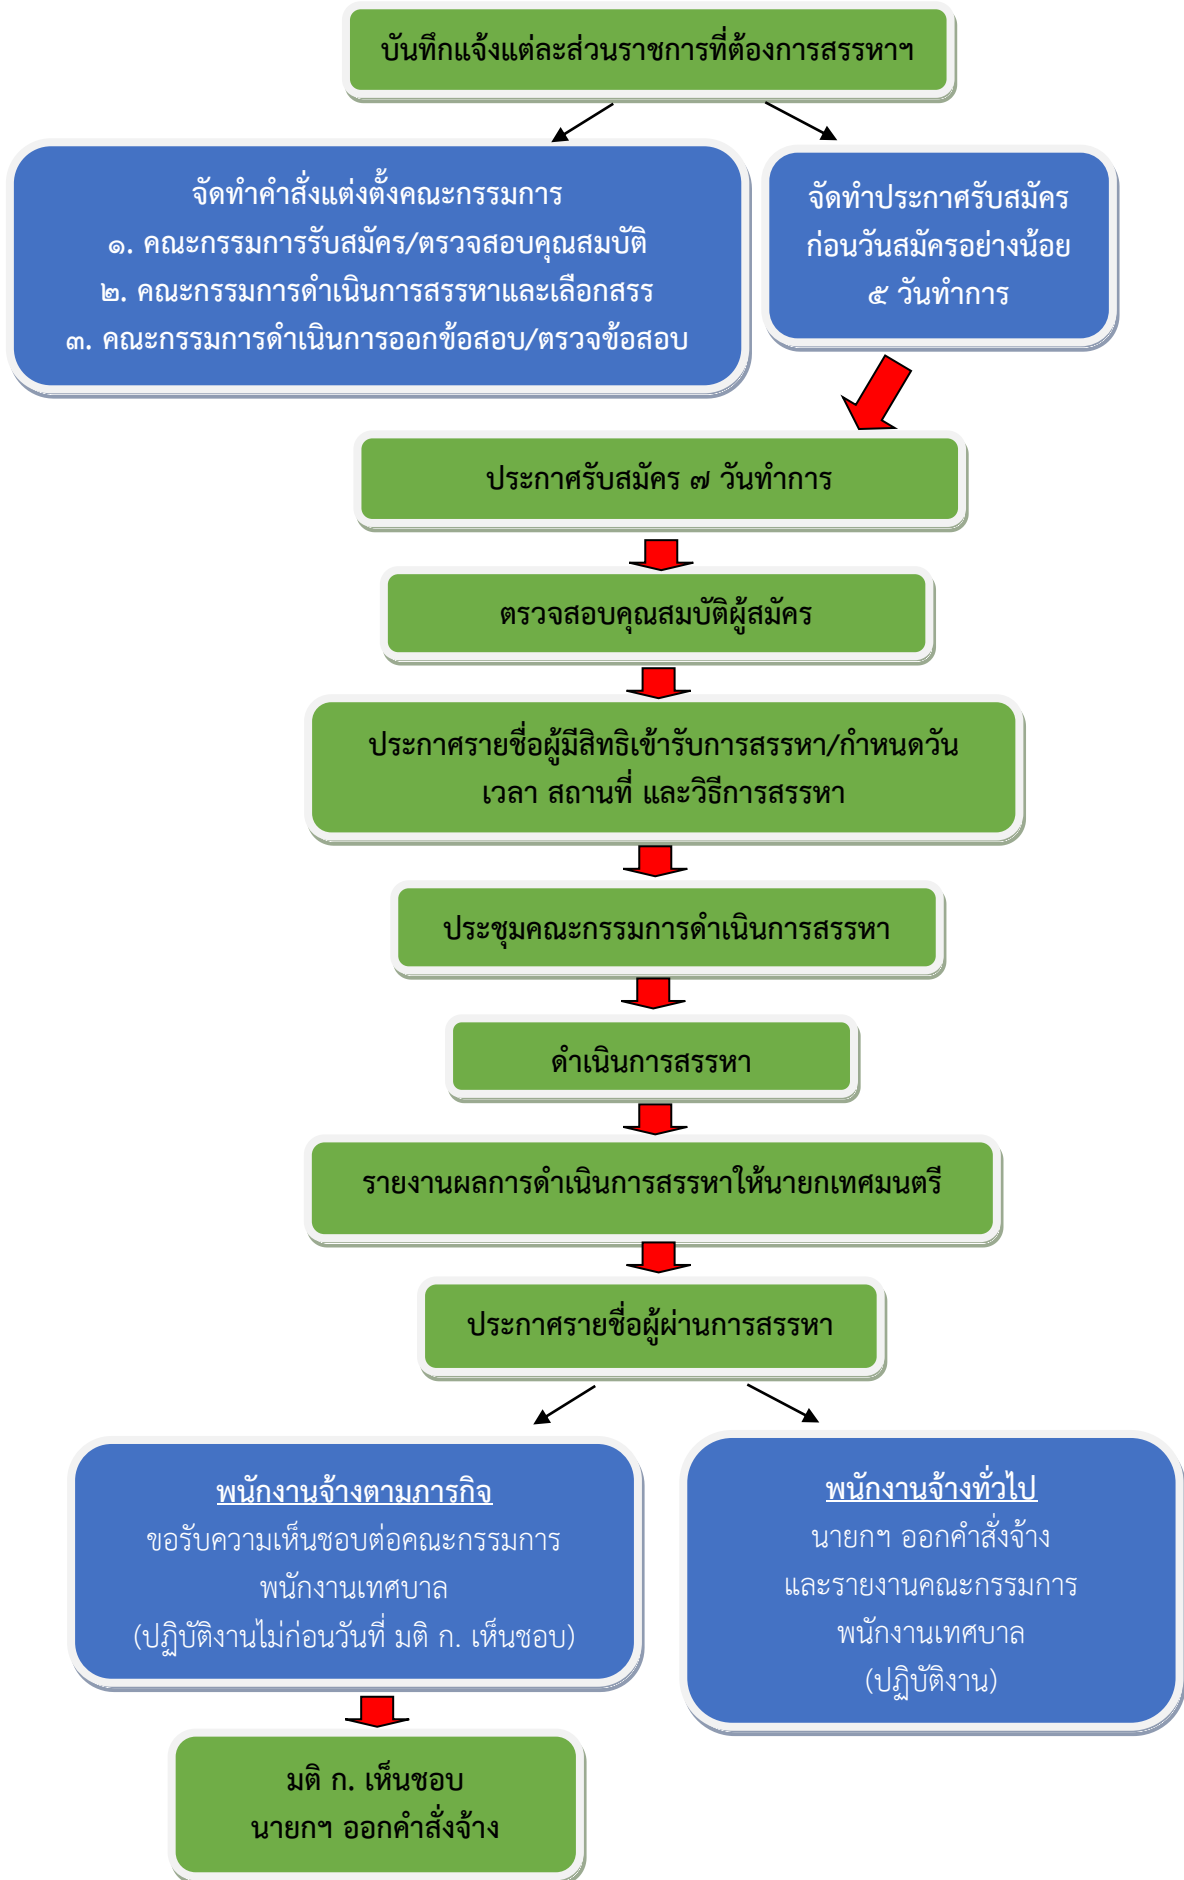 บันทึกแจ้งแต่ละส่วนราชการที่ต้องการสรรหาฯ
จัดทำคำสั่งแต่งตั้งคณะกรรมการ
๑. คณะกรรมการรับสมัคร/ตรวจสอบคุณสมบัติ
๒. คณะกรรมการดำเนินการสรรหาและเลือกสรร
๓. คณะกรรมการดำเนินการออกข้อสอบ/ตรวจข้อสอบ
จัดทำประกาศรับสมัคร
ก่อนวันสมัครอย่างน้อย
๕ วันทำการ
ประกาศรับสมัคร ๗ วันทำการ
ตรวจสอบคุณสมบัติผู้สมัคร
ประกาศรายชื่อผู้มีสิทธิเข้ารับการสรรหา/กำหนดวัน
เวลา สถานที่ และวิธีการสรรหา
ประชุมคณะกรรมการดำเนินการสรรหา
ดำเนินการสรรหา
รายงานผลการดำเนินการสรรหาให้นายกเทศมนตรี
ประกาศรายชื่อผู้ผ่านการสรรหา
พนักงานจ้างตามภารกิจ
ขอรับความเห็นชอบต่อคณะกรรมการ
พนักงานเทศบาล
(ปฏิบัติงานไม่ก่อนวันที่ มติ ก. เห็นชอบ)
พนักงานจ้างทั่วไป
นายกฯ ออกคำสั่งจ้าง
และรายงานคณะกรรมการ
พนักงานเทศบาล
(ปฏิบัติงาน)
มติ ก. เห็นชอบ
นายกฯ ออกคำสั่งจ้าง